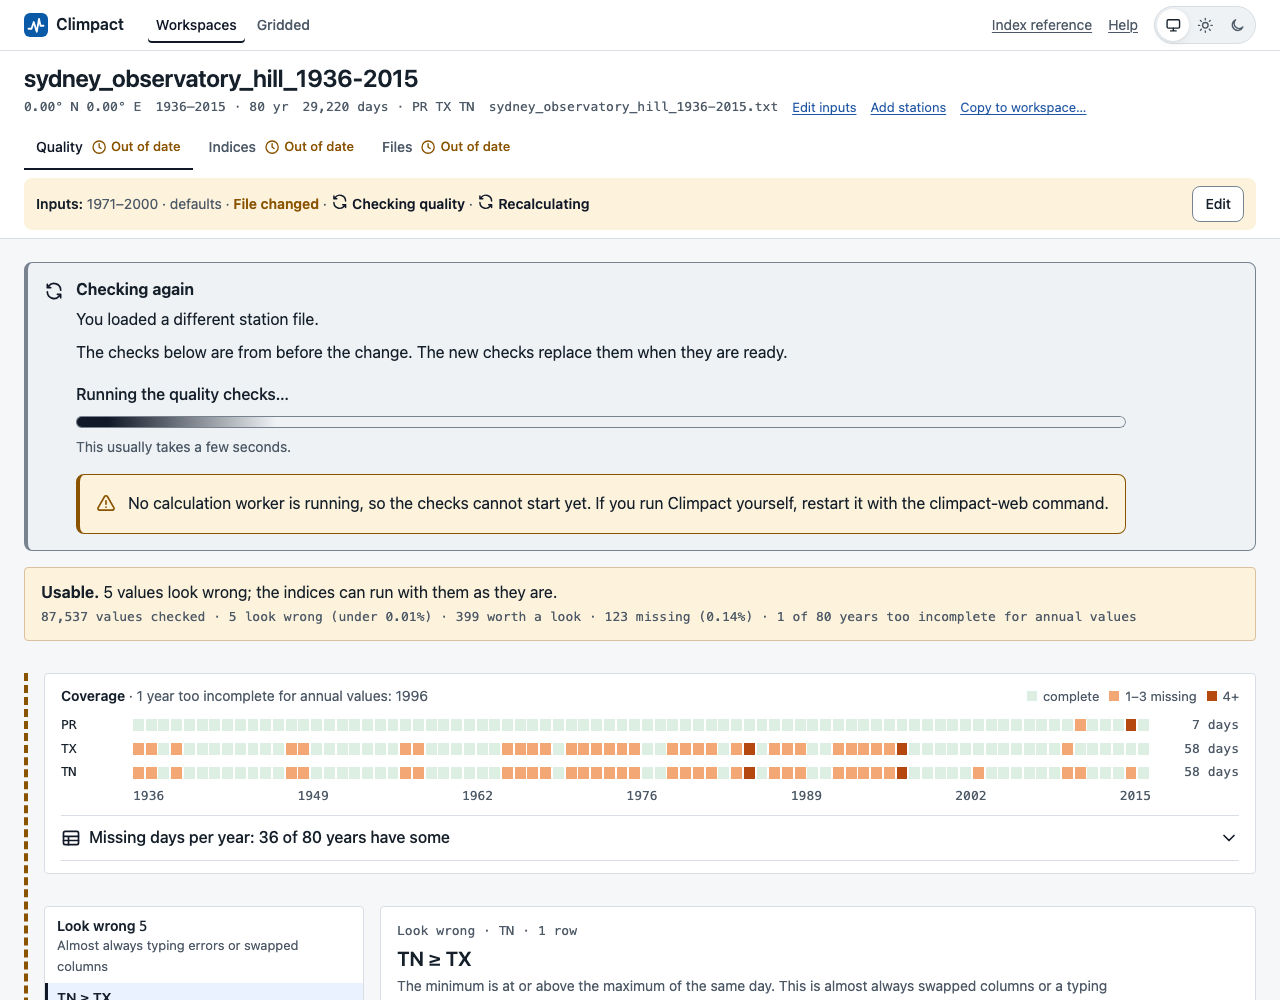 Climpact
Workspaces
Gridded
Index reference
Help
sydney_observatory_hill_1936-2015
0.00° N 0.00° E 1936–2015 · 80 yr 29,220 days · PR TX TN sydney_observatory_hill_1936-2015.txt Edit inputs Add stations Copy to workspace…
Quality Out of date
Indices Out of date
Files Out of date
Inputs: 1971–2000 · defaults · File changed · Checking quality · Recalculating
Edit
Checking again
You loaded a different station file.
The checks below are from before the change. The new checks replace them when they are ready.
Running the quality checks…
This usually takes a few seconds.
No calculation worker is running, so the checks cannot start yet. If you run Climpact yourself, restart it with the climpact-web command.
Usable. 5 values look wrong; the indices can run with them as they are.
87,537 values checked · 5 look wrong (under 0.01%) · 399 worth a look · 123 missing (0.14%) · 1 of 80 years too incomplete for annual values
Coverage · 1 year too incomplete for annual values: 1996
complete 1–3 missing 4+
PR 7 days
TX 58 days
TN 58 days
1936 1949 1962 1976 1989 2002 2015
Missing days per year: 36 of 80 years have some
Look wrong 5
Almost always typing errors or swapped
columns
TN ≥ TX
Look wrong · TN · 1 row
TN ≥ TX
The minimum is at or above the maximum of the same day. This is almost always swapped columns or a typing